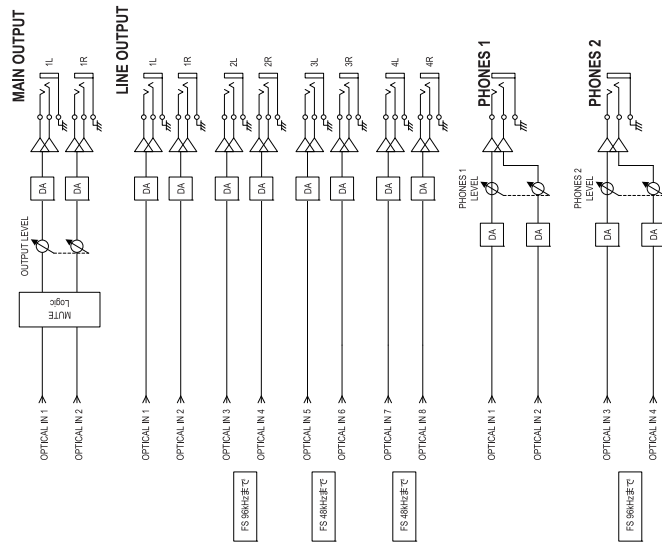 MAIN OUTPUT
OUTPUT LEVEL
OPTICAL IN 1
MUTE
Logic
DA
1L
OPTICAL IN 2
DA
1R
LINE OUTPUT
OPTICAL IN 1
DA
1L
OPTICAL IN 2
DA
1R
FS 96kHzまで
OPTICAL IN 3
DA
2L
OPTICAL IN 4
DA
2R
FS 48kHzまで
OPTICAL IN 5
DA
3L
OPTICAL IN 6
DA
3R
FS 48kHzまで
OPTICAL IN 7
DA
4L
OPTICAL IN 8
DA
4R
PHONES 1
PHONES 1
LEVEL
OPTICAL IN 1
DA
OPTICAL IN 2
DA
PHONES 2
PHONES 2
LEVEL
FS 96kHzまで
OPTICAL IN 3
DA
OPTICAL IN 4
DA